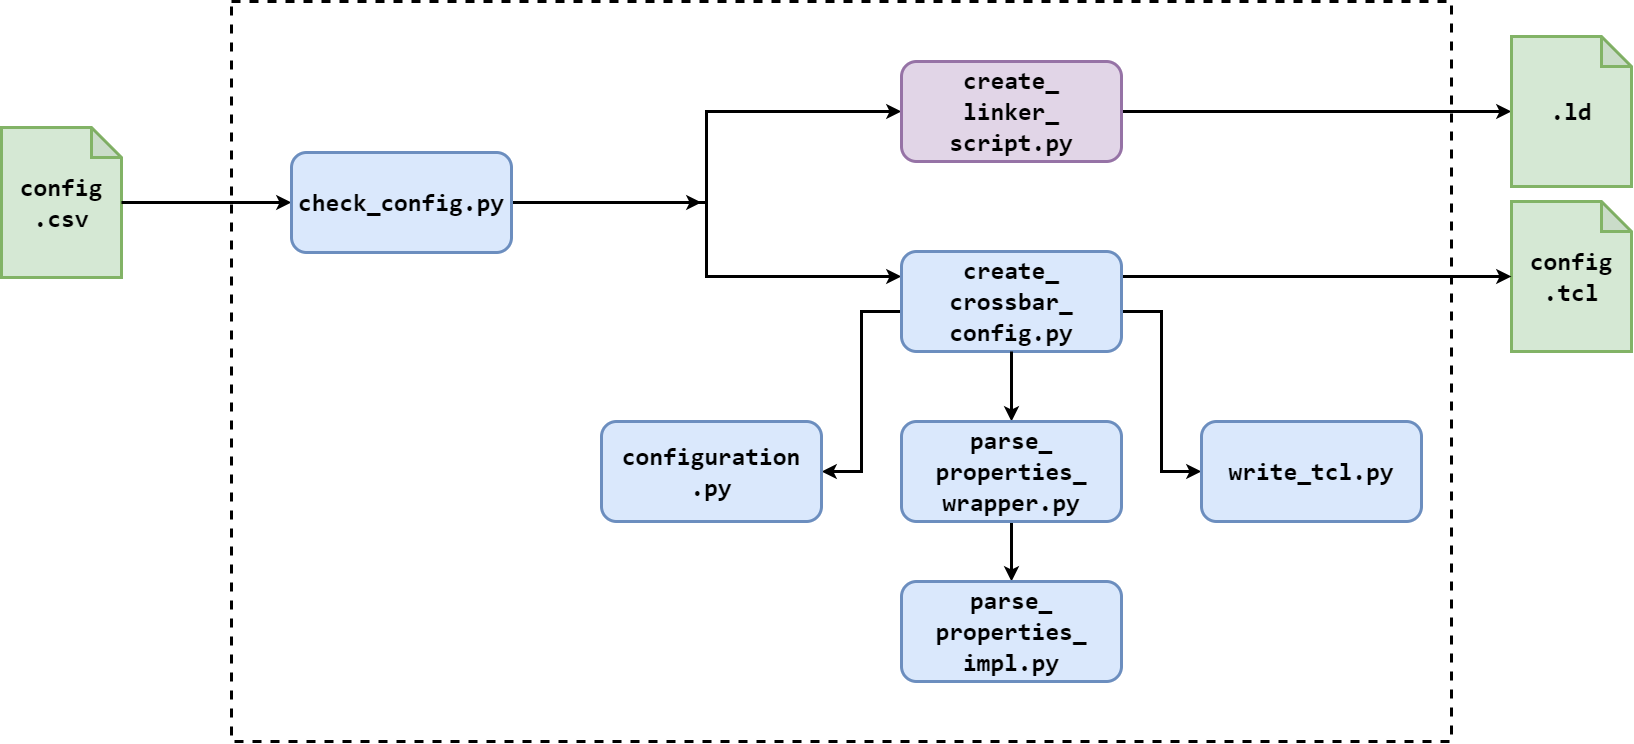 config
.csv
check_config.py
create_
linker_
script.py
.ld
create_
crossbar_
config.py
config
.tcl
configuration
.py
parse_
properties_
wrapper.py
write_tcl.py
parse_
properties_
impl.py